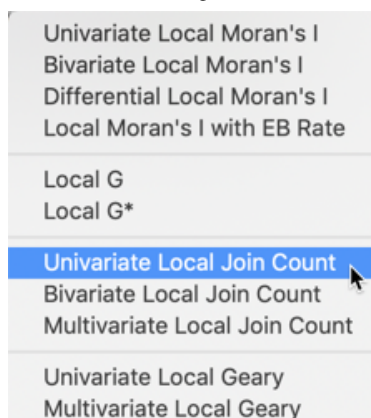 Univariate Local Moran's I
Bivariate Local Moran's I
Differential Local Moran's I
Local Moran's I with EB Rate
Local G
Local G*
Univariate Local Join Count
Bivariate Local Join Count
Multivariate Local Join Count
Univariate Local Geary
Multivariate Local Geary